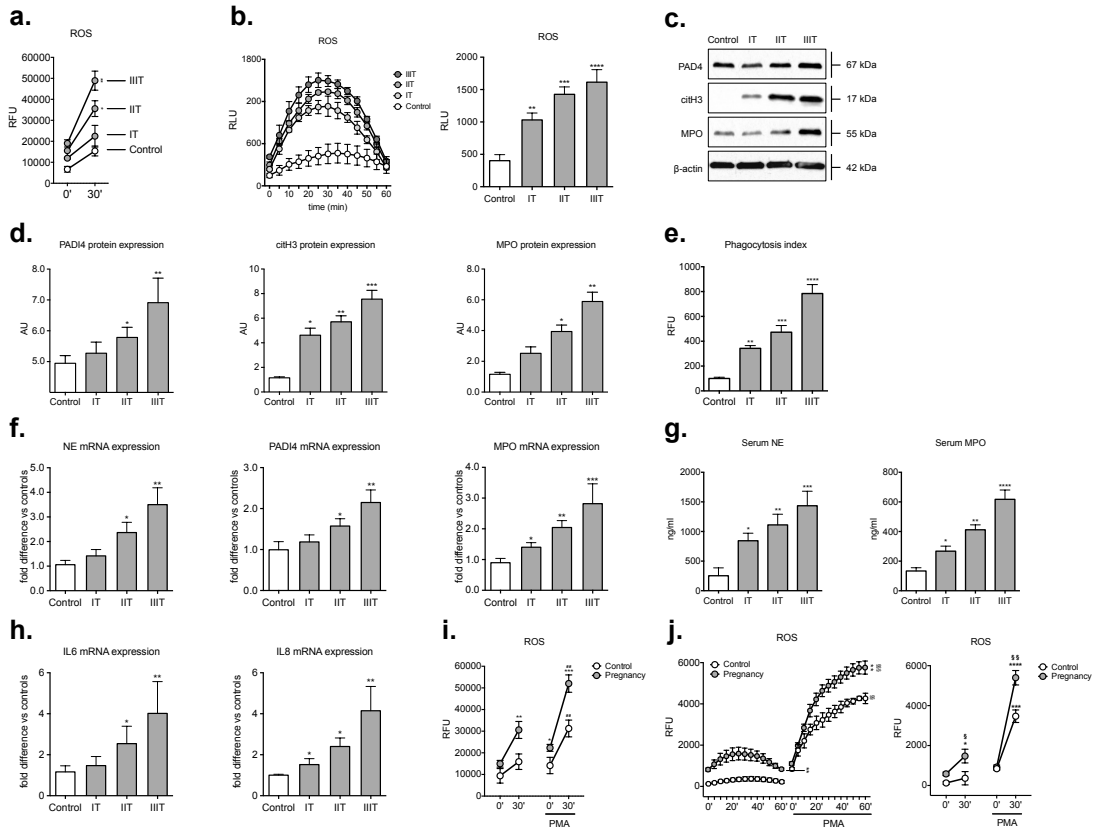 a.
ROS
60000
50000
40000
30000
20000
10000
0
RFU
0'
30'
IIIT
IIT
IT
Control
b.
ROS
1800
2200
600
0
RLU
0 10 20 30 40 50 60
time (min)
IIIT
IIT
IT
Control
ROS
2000
1500
1000
500
0
RLU
** *** ****
Control IT IIT IIIT
c.
Control IT IIT IIIT
PAD4 67 kDa
citH3 17 kDa
MPO 55 kDa
β-actin 42 kDa
d.
PADI4 protein expression
8.0
7.0
6.0
5.0
AU
* **
Control IT IIT IIIT
citH3 protein expression
10
8
6
4
2
0
AU
* ** ***
Control IT IIT IIIT
MPO protein expression
8.0
6.0
4.0
2.0
0.0
AU
* **
Control IT IIT IIIT
e.
Phagocytosis index
1000
800
600
400
200
0
RFU
** *** ****
Control IT IIT IIIT
f.
NE mRNA expression
5.0
4.0
3.0
2.0
1.0
0.0
fold difference vs controls
* **
Control IT IIT IIIT
PADI4 mRNA expression
3.0
2.0
1.0
0.0
fold difference vs controls
* **
Control IT IIT IIIT
MPO mRNA expression
4.0
3.0
2.0
1.0
0.0
fold difference vs controls
* ** ***
Control IT IIT IIIT
g.
Serum NE
2000
1500
1000
500
0
ng/ml
* ** ***
Control IT IIT IIIT
Serum MPO
800
600
400
200
0
ng/ml
* ** ****
Control IT IIT IIIT
h.
IL6 mRNA expression
6
4
2
0
fold difference vs controls
* **
Control IT IIT IIIT
IL8 mRNA expression
6
4
2
0
fold difference vs controls
* * **
Control IT IIT IIIT
i.
ROS
60000
50000
40000
30000
20000
10000
0
RFU
Control
Pregnancy
**
*
##
***
##
0' 30' 0' 30'
PMA
j.
ROS
6000
4000
2000
0
RFU
Control
Pregnancy
0' 20' 40' 60' 0' 20' 40' 60'
PMA
ROS
6000
4000
2000
0
RFU
Control
Pregnancy
§
*
§ §
****
***
0' 30' 0' 30'
PMA